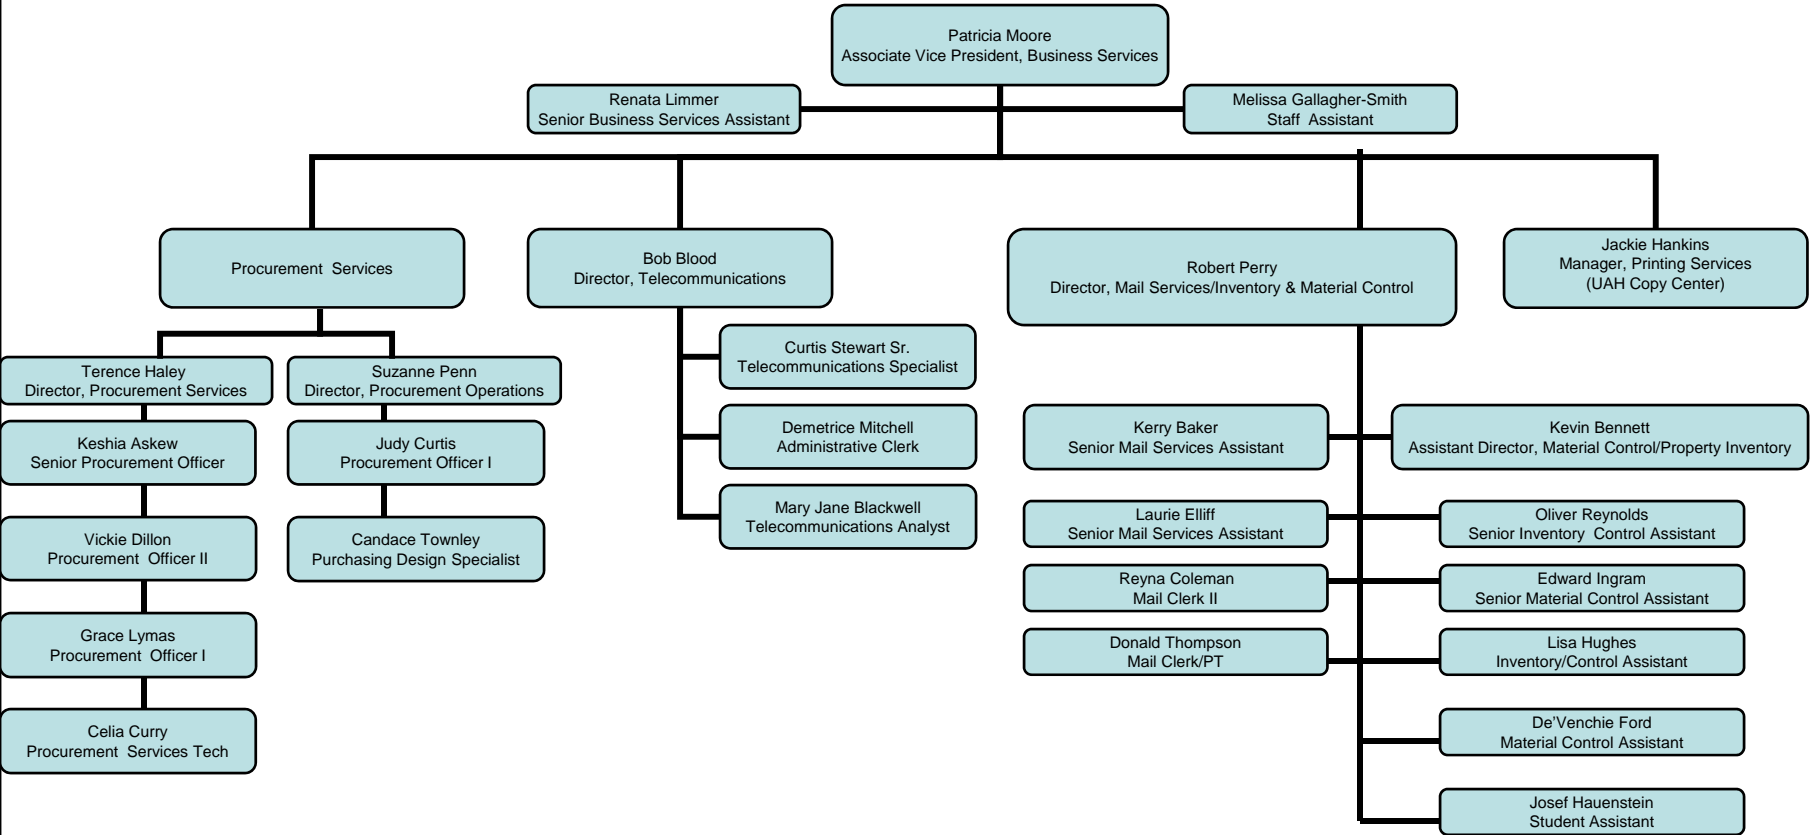 Patricia Moore
Associate Vice President, Business Services
Renata Limmer
Senior Business Services Assistant
Melissa Gallagher-Smith
Staff Assistant
Procurement Services
Bob Blood
Director, Telecommunications
Robert Perry
Director, Mail Services/Inventory & Material Control
Jackie Hankins
Manager, Printing Services
(UAH Copy Center)
Terence Haley
Director, Procurement Services
Suzanne Penn
Director, Procurement Operations
Keshia Askew
Senior Procurement Officer
Judy Curtis
Procurement Officer I
Vickie Dillon
Procurement Officer II
Candace Townley
Purchasing Design Specialist
Grace Lymas
Procurement Officer I
Celia Curry
Procurement Services Tech
Curtis Stewart Sr.
Telecommunications Specialist
Demetrice Mitchell
Administrative Clerk
Mary Jane Blackwell
Telecommunications Analyst
Kerry Baker
Senior Mail Services Assistant
Kevin Bennett
Assistant Director, Material Control/Property Inventory
Laurie Elliff
Senior Mail Services Assistant
Oliver Reynolds
Senior Inventory Control Assistant
Reyna Coleman
Mail Clerk II
Edward Ingram
Senior Material Control Assistant
Donald Thompson
Mail Clerk/PT
Lisa Hughes
Inventory/Control Assistant
De’Venchie Ford
Material Control Assistant
Josef Hauenstein
Student Assistant